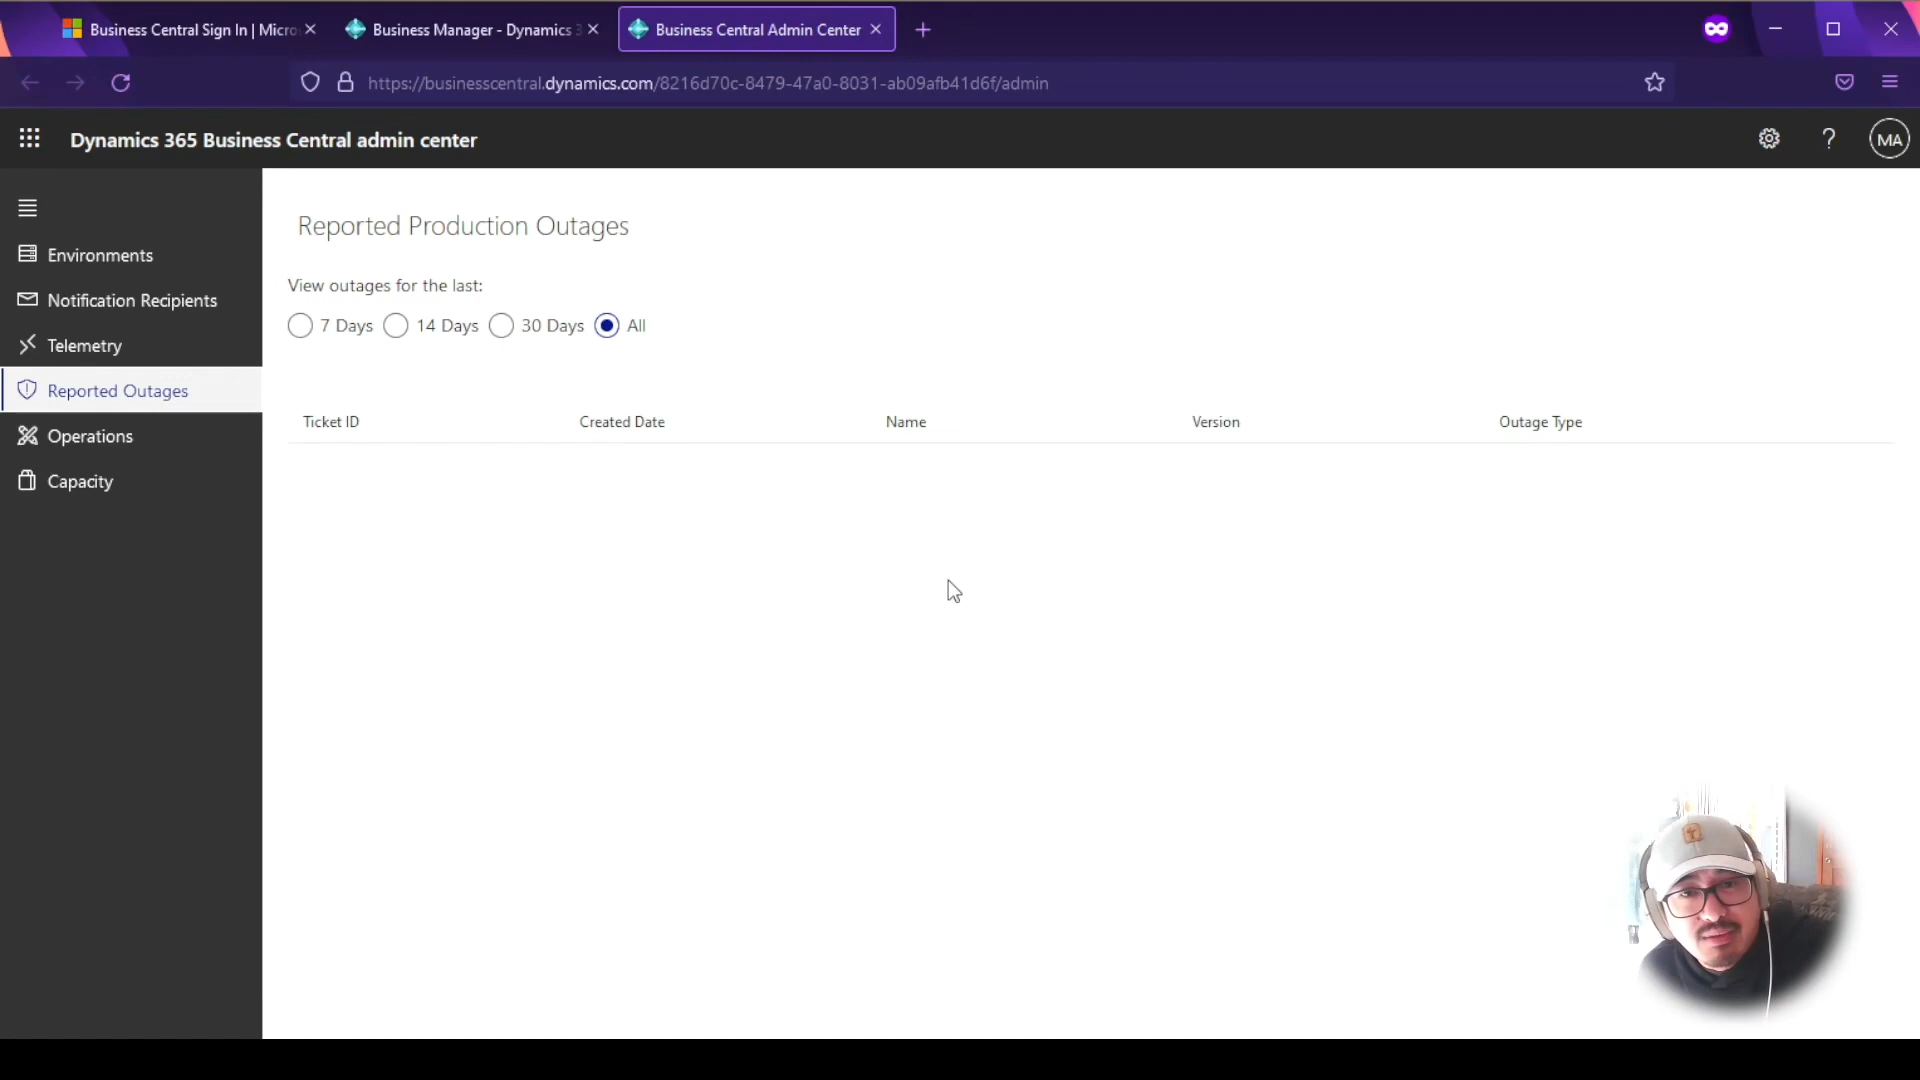 Business Central Sign In | Micro
Business Manager - Dynamics 3
Business Central Admin Center
https://businesscentral.dynamics.com/8216d70c-8479-47a0-8031-ab09afb41d6f/admin
Dynamics 365 Business Central admin center
?
MA
Environments
Notification Recipients
Telemetry
Reported Outages
Operations
Capacity
Reported Production Outages
View outages for the last:
7 Days 14 Days 30 Days All
Ticket ID Created Date Name Version Outage Type